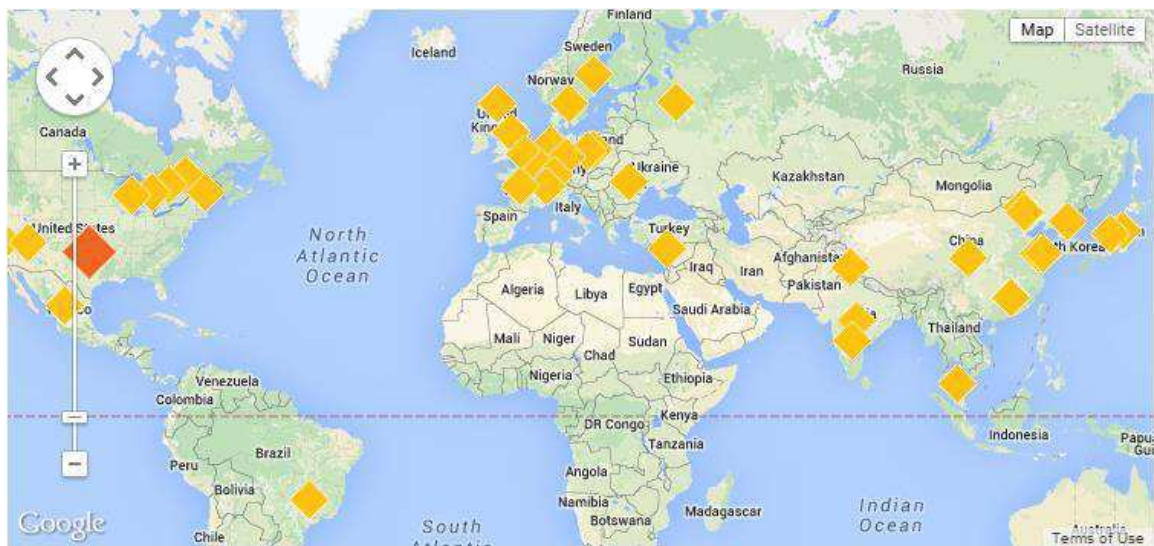 Finland
Map Satellite
Iceland
Sweden
Russia
Norway
Canada
Ukraine
Kazakhstan
Mongolia
United States
Spain
Italy
North
Atlantic
Ocean
Turkey
China
Afghanistan
Iraq
Iran
Pakistan
Algeria
Libya
Egypt
Saudi Arabia
Mali
Niger
Sudan
Thailand
Chad
Nigeria
Ethiopia
Venezuela
Colombia
Kenya
DR Congo
Indonesia
Tanzania
Brazil
Peru
Angola
Bolivia
Namibia
Madagascar
Botswana
Indian
Ocean
Google
South
Chile
Terms of Use